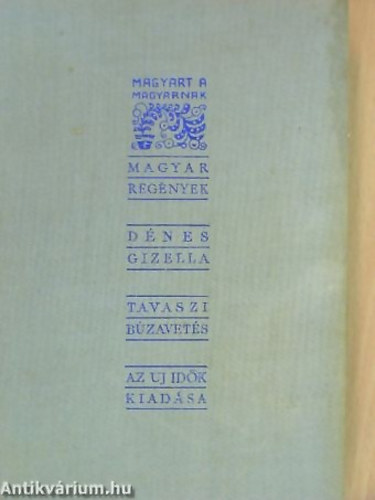 MAGYART A
MAGYARNAK
MAGYAR
REGÉNYEK
DÉNES
GIZELLA
TAVASZI
BÚZAVETÉS
AZ UJ IDŐK
KIADÁSA
Antikvárium.hu